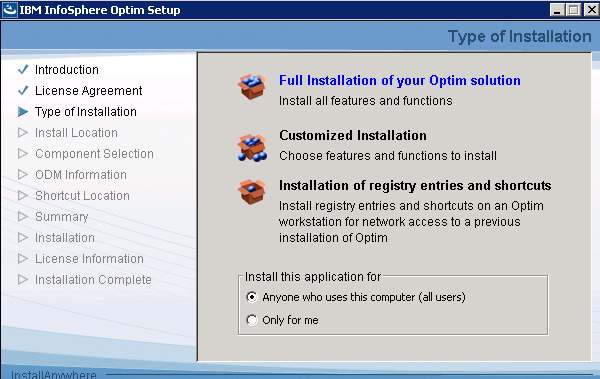 IBM InfoSphere Optim Setup
Type of Installation
Introduction
License Agreement
Type of Installation
Install Location
Component Selection
ODM Information
Shortcut Location
Summary
Installation
License Information
Installation Complete
Full Installation of your Optim solution
Install all features and functions
Customized Installation
Choose features and functions to install
Installation of registry entries and shortcuts
Install registry entries and shortcuts on an Optim
workstation for network access to a previous
installation of Optim
Install this application for
Anyone who uses this computer (all users)
Only for me
InstallAnywhere